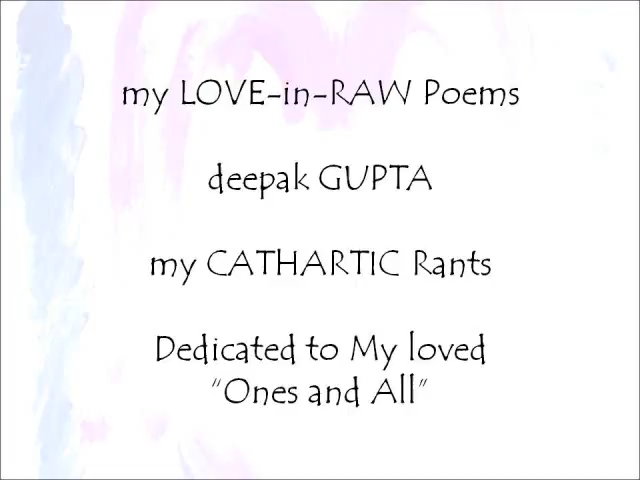 my LOVE-in-RAW Poems
deepak GUPTA
my CATHARTIC Rants
Dedicated to My loved
“Ones and All”